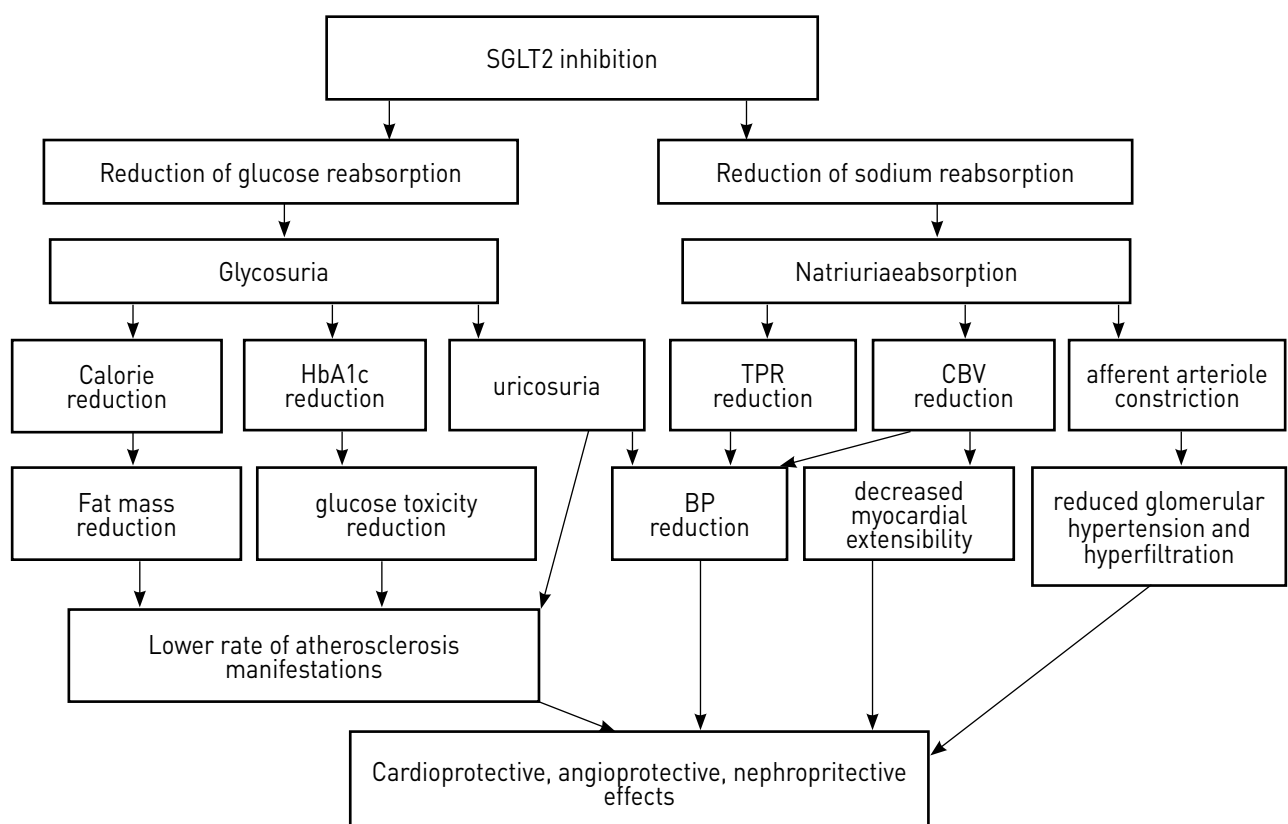 SGLT2 inhibition
Reduction of glucose reabsorption
Reduction of sodium reabsorption
Glycosuria
Natriuriaeabsorption
Calorie
reduction
HbA1c
reduction
uricosuria
TPR
reduction
CBV
reduction
afferent arteriole
constriction
Fat mass
reduction
glucose toxicity
reduction
BP
reduction
decreased
myocardial
extensibility
reduced glomerular
hypertension and
hyperfiltration
Lower rate of atherosclerosis
manifestations
Cardioprotective, angioprotective, nephropritective
effects